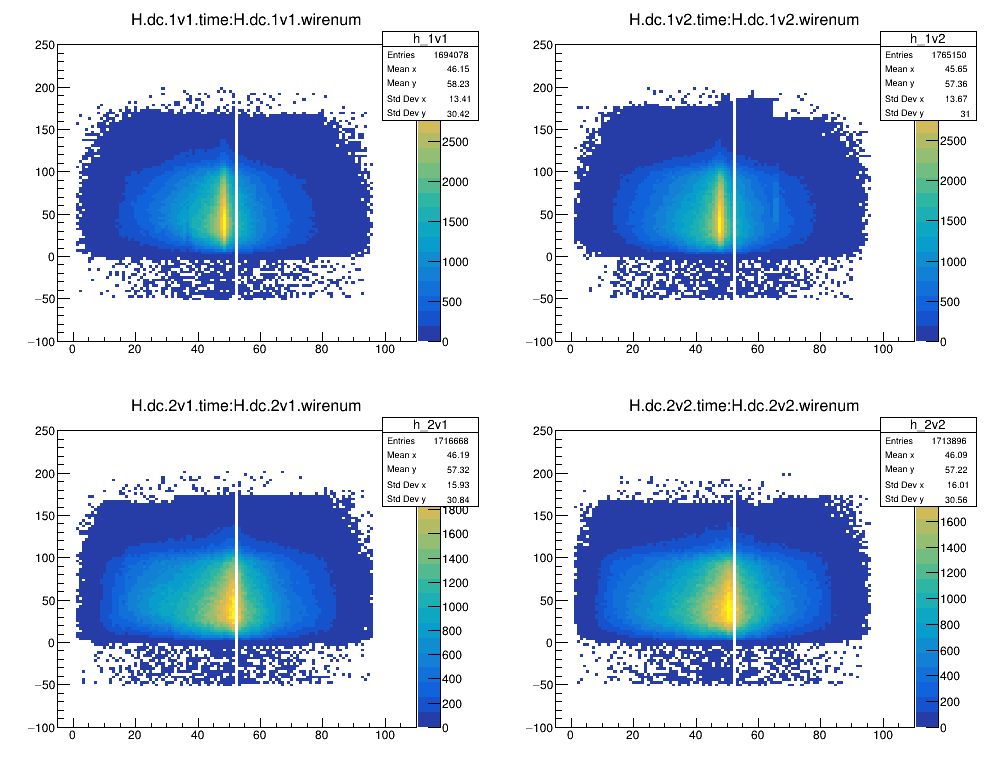 H.dc.1v1.time:H.dc.1v1.wirenum
h_1v1
Entries 1694078
Mean x 46.15
Mean y 58.23
Std Dev x 13.41
Std Dev y 30.42
250
200
150
100
50
0
−50
−100
0 20 40 60 80 100
2500
2000
1500
1000
500
0
H.dc.1v2.time:H.dc.1v2.wirenum
h_1v2
Entries 1765150
Mean x 45.65
Mean y 57.36
Std Dev x 13.67
Std Dev y 31
250
200
150
100
50
0
−50
−100
0 20 40 60 80 100
2500
2000
1500
1000
500
0
H.dc.2v1.time:H.dc.2v1.wirenum
h_2v1
Entries 1716668
Mean x 46.19
Mean y 57.32
Std Dev x 15.93
Std Dev y 30.84
250
200
150
100
50
0
−50
−100
0 20 40 60 80 100
1800
1600
1400
1200
1000
800
600
400
200
0
H.dc.2v2.time:H.dc.2v2.wirenum
h_2v2
Entries 1713896
Mean x 46.09
Mean y 57.22
Std Dev x 16.01
Std Dev y 30.56
250
200
150
100
50
0
−50
−100
0 20 40 60 80 100
1600
1400
1200
1000
800
600
400
200
0